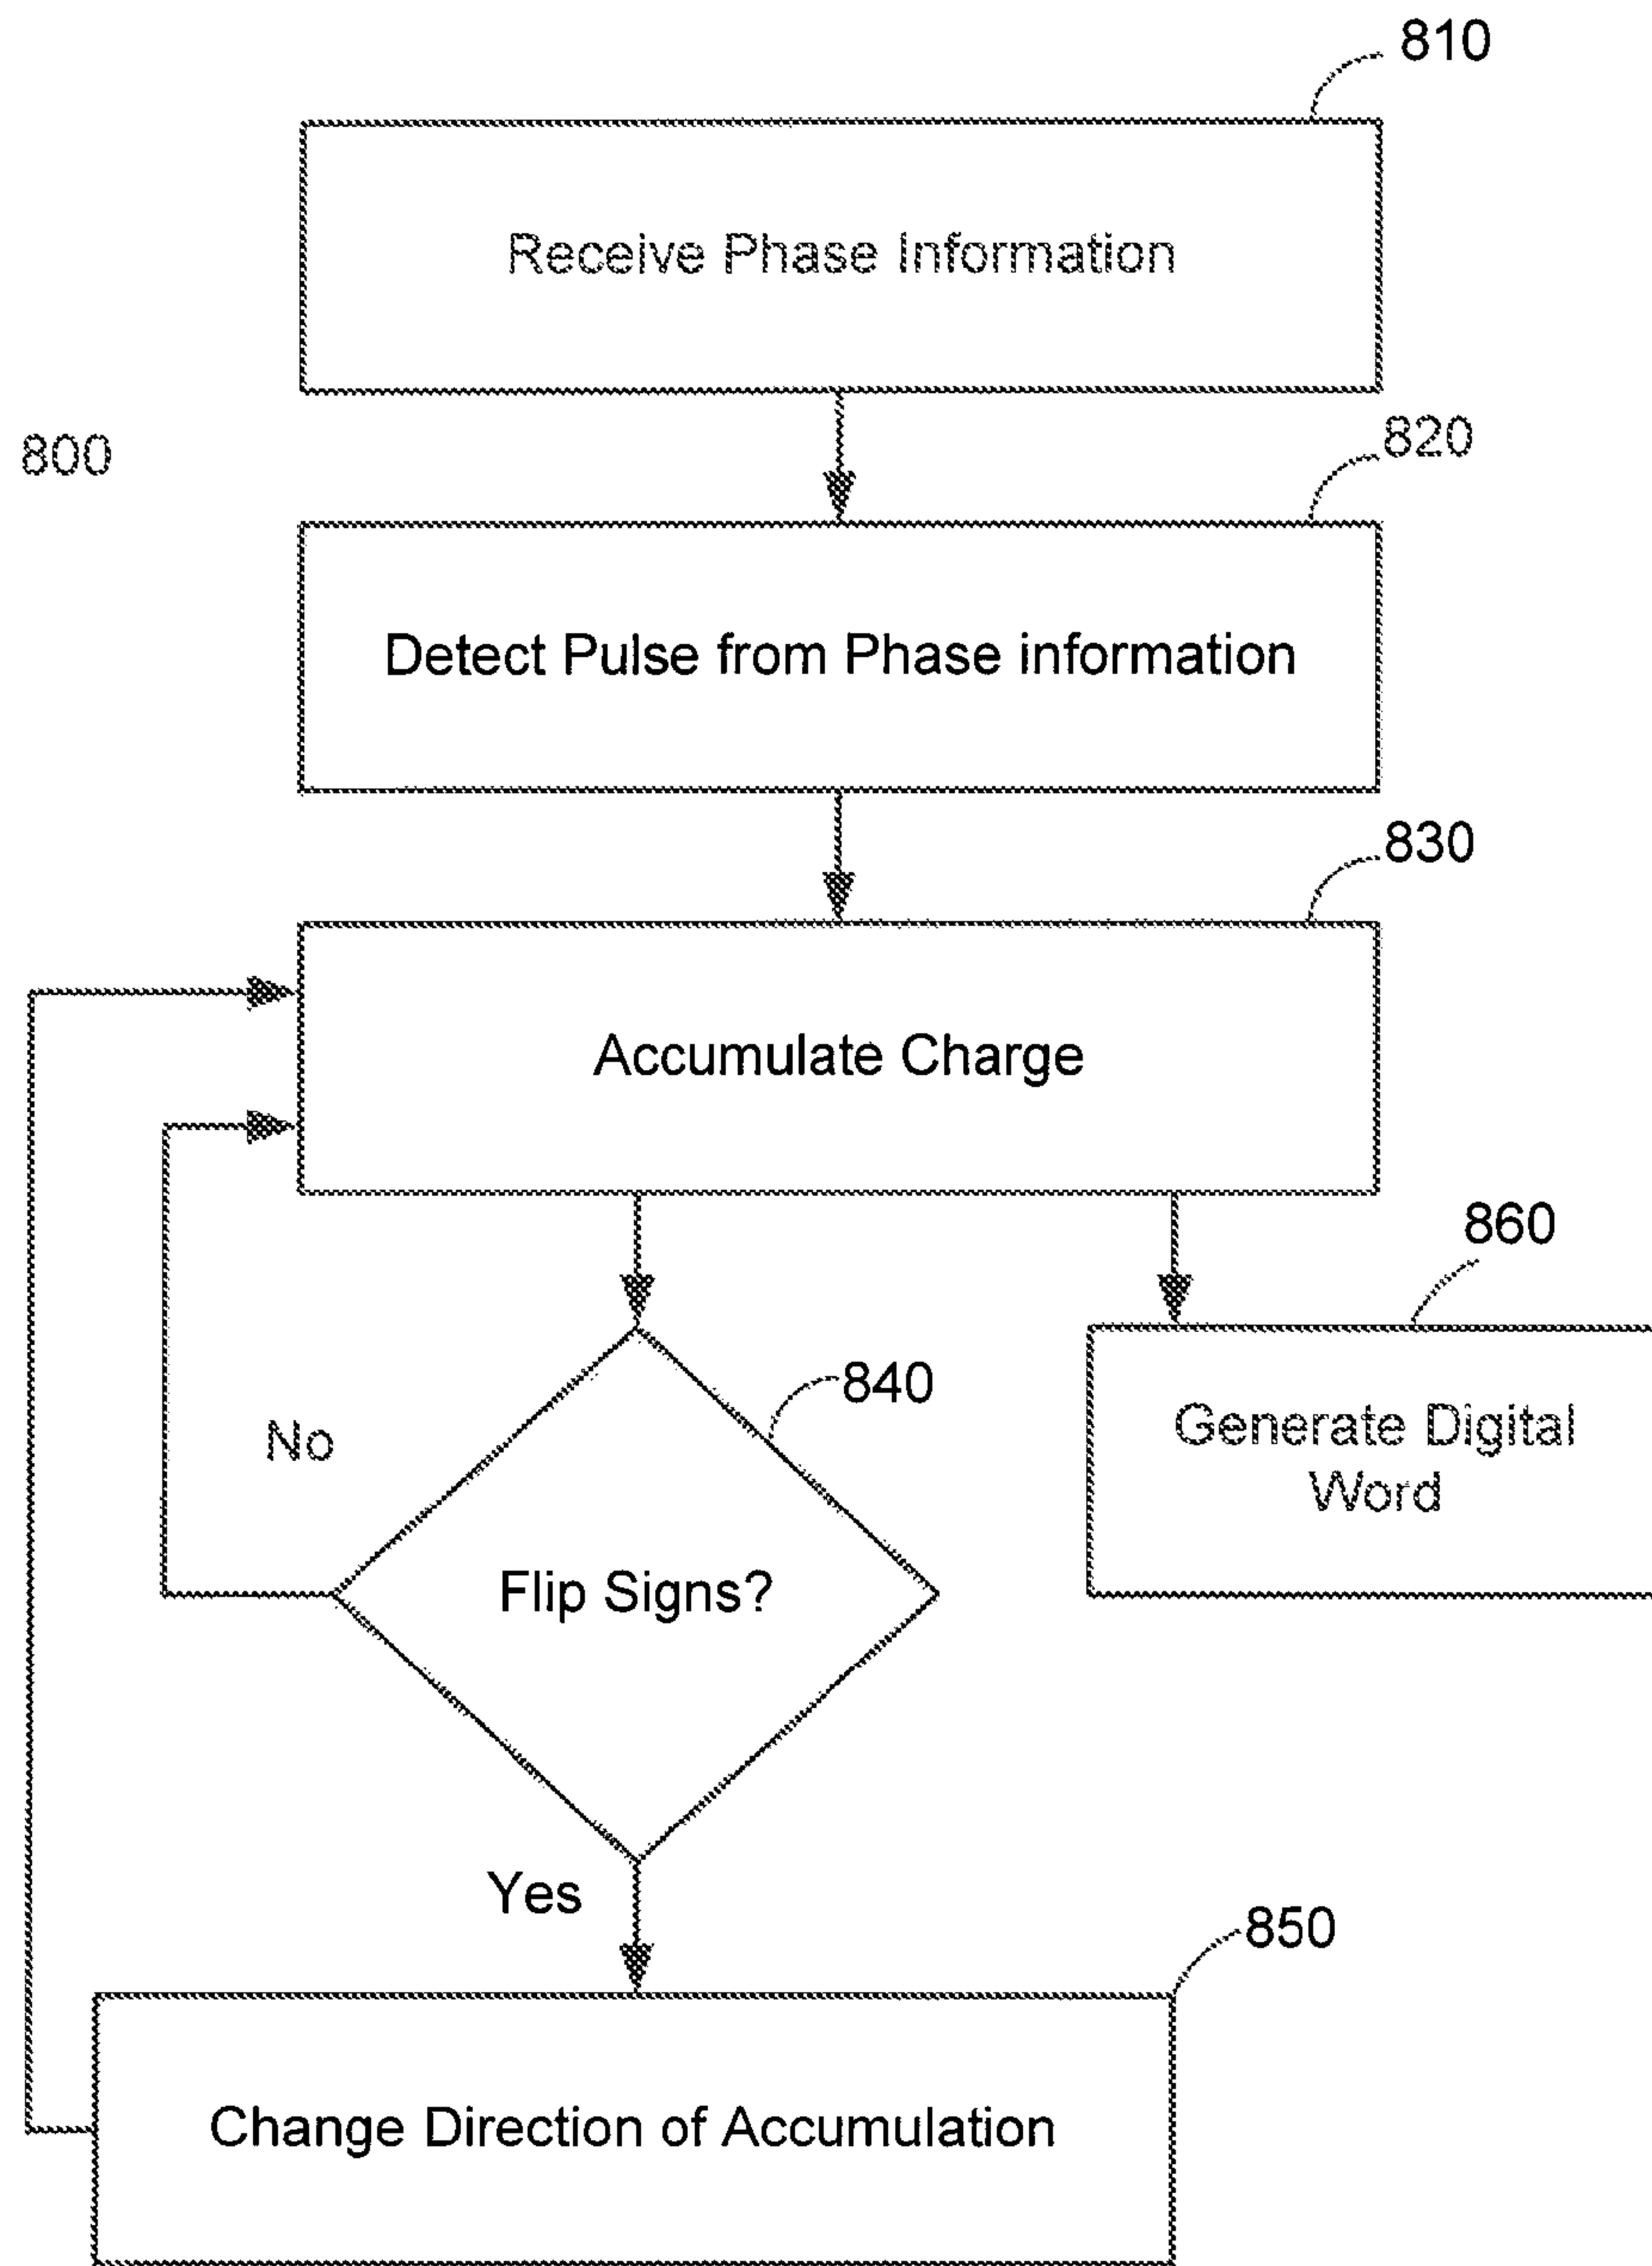 810
Receive Phase Information
800
820
Detect Pulse from Phase information
830
Accumulate Charge
860
840
No
Generate Digital
Word
Flip Signs?
Yes
850
Change Direction of Accumulation